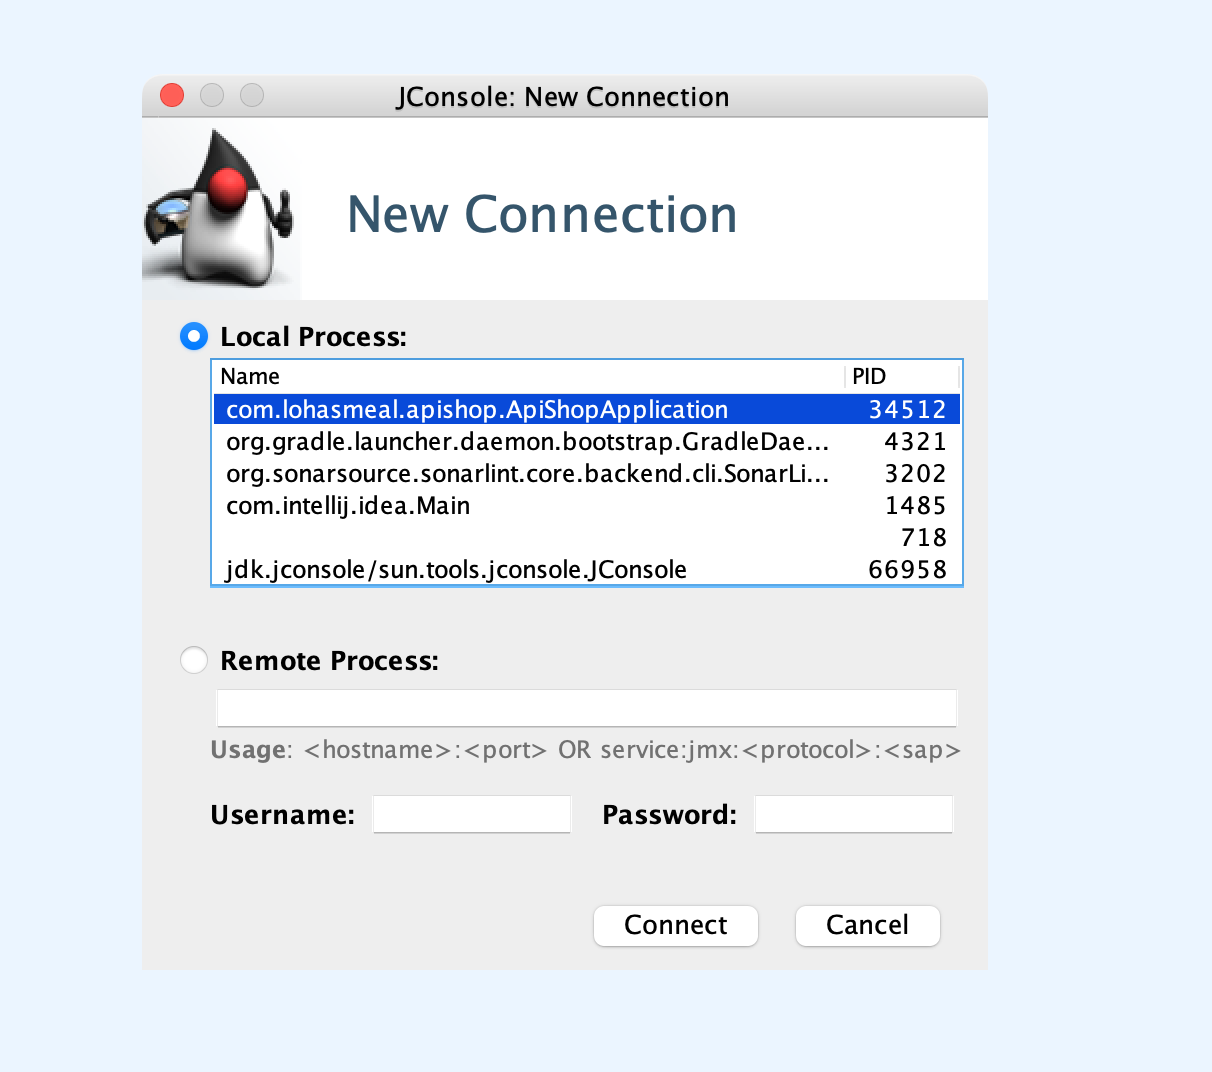 JConsole: New Connection
New Connection
Local Process:
Name PID
com.lohasmeal.apishop.ApiShopApplication 34512
org.gradle.launcher.daemon.bootstrap.GradleDae... 4321
org.sonarsource.sonarlint.core.backend.cli.SonarLi... 3202
com.intellij.idea.Main 1485
718
jdk.jconsole/sun.tools.jconsole.JConsole 66958
Remote Process:
Usage: <hostname>:<port> OR service:jmx:<protocol>:<sap>
Username: Password:
Connect Cancel